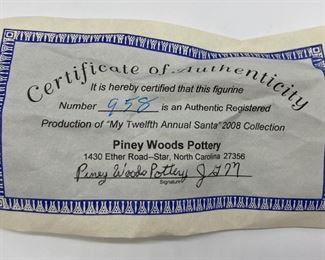 Certificate of Authenticity
It is hereby certified that this figurine
Number 958 is an Authentic Registered
Production of "My Twelfth Annual Santa" 2008 Collection
Piney Woods Pottery
1430 Ether Road--Star, North Carolina 27356
Piney Woods Pottery
Signature